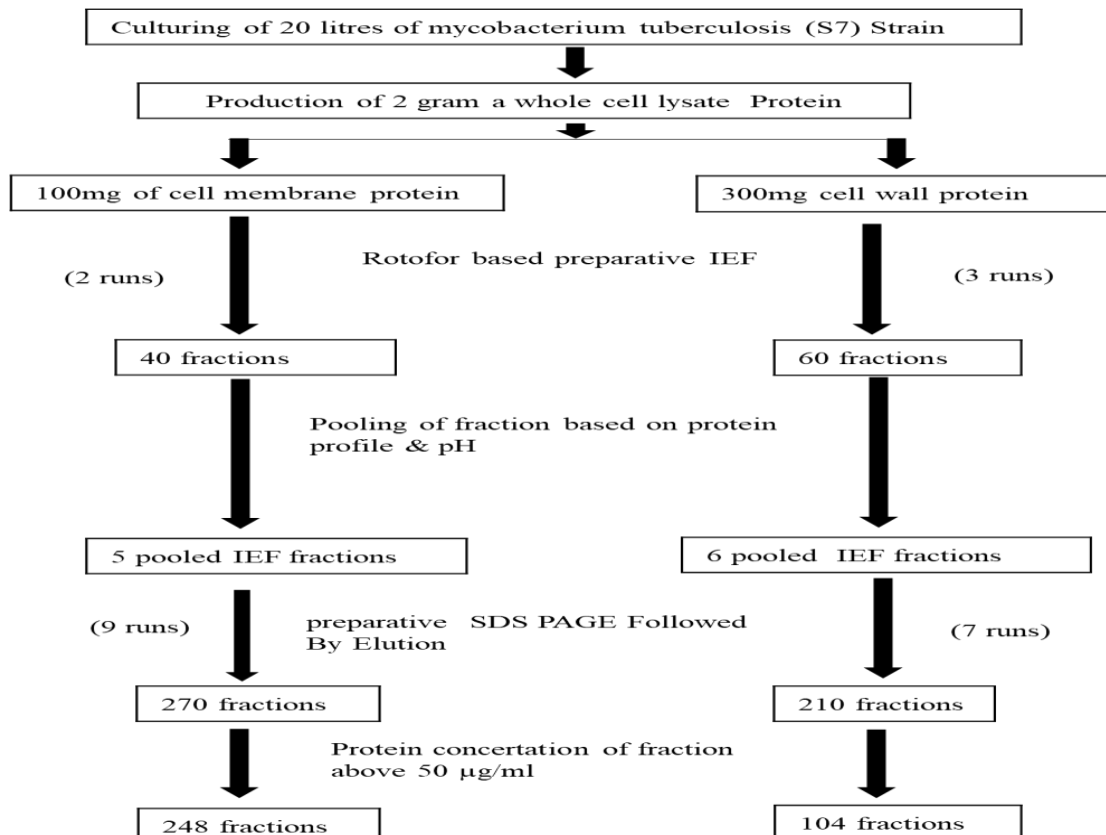 Culturing of 20 litres of mycobacterium tuberculosis (S7) Strain
Production of 2 gram a whole cell lysate Protein
100mg of cell membrane protein
300mg cell wall protein
Rotofor based preparative IEF
(2 runs)
(3 runs)
40 fractions
60 fractions
Pooling of fraction based on protein
profile & pH
5 pooled IEF fractions
6 pooled IEF fractions
(9 runs)
preparative SDS PAGE Followed
By Elution
(7 runs)
270 fractions
210 fractions
Protein concertation of fraction
above 50 µg/ml
248 fractions
104 fractions